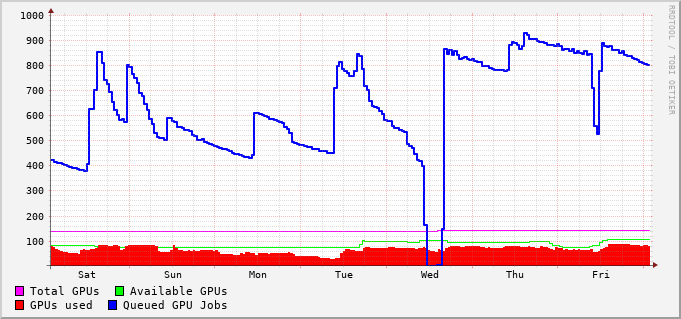 1000
900
800
700
600
500
400
300
200
100
Sat Sun Mon Tue Wed Thu Fri
Total GPUs Available GPUs
GPUs used Queued GPU Jobs
RRDTOOL / TOBI OETIKER